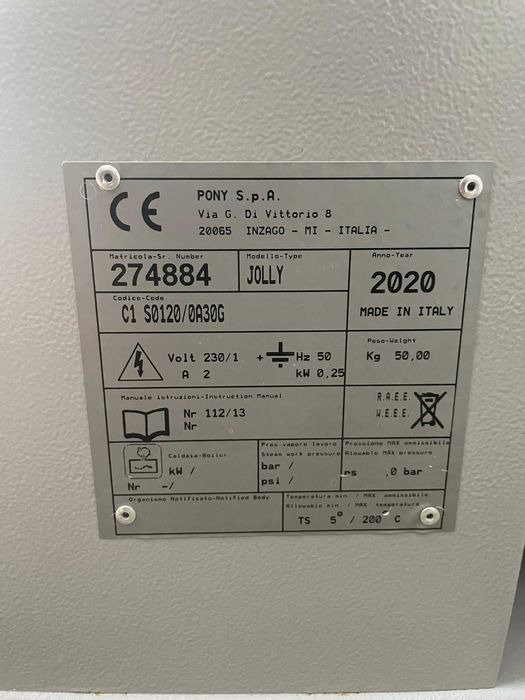 CE
PONY S.p.A.
Via G. Di Vittorio 8
20065 INZAGO - MI - ITALIA -
Matricola-Sr. Number
274884
Modello-Type
JOLLY
Anno-Year
2020
MADE IN ITALY
Codice-Code
C1 S0120/0A30G
Volt 230/1 + Hz 50
A 2 kW 0,25
Peso-Weight
Kg 50,00
Manuale istruzioni-Instruction Manual
Nr 112/13
Nr
R.A.E.E.
W.E.E.E.
Caldaia-Boiler
kW /
Nr -/
Pres vapore lavoro
Steam work pressure
bar /
psi /
Pressione MAX ammissibile
Allowable MAX pressure
PS ,0 bar
Organismo Notificato-Notified Body
Temperatura min / MAX ammissibile
Allowable min / MAX temperature
TS 5° / 200° C